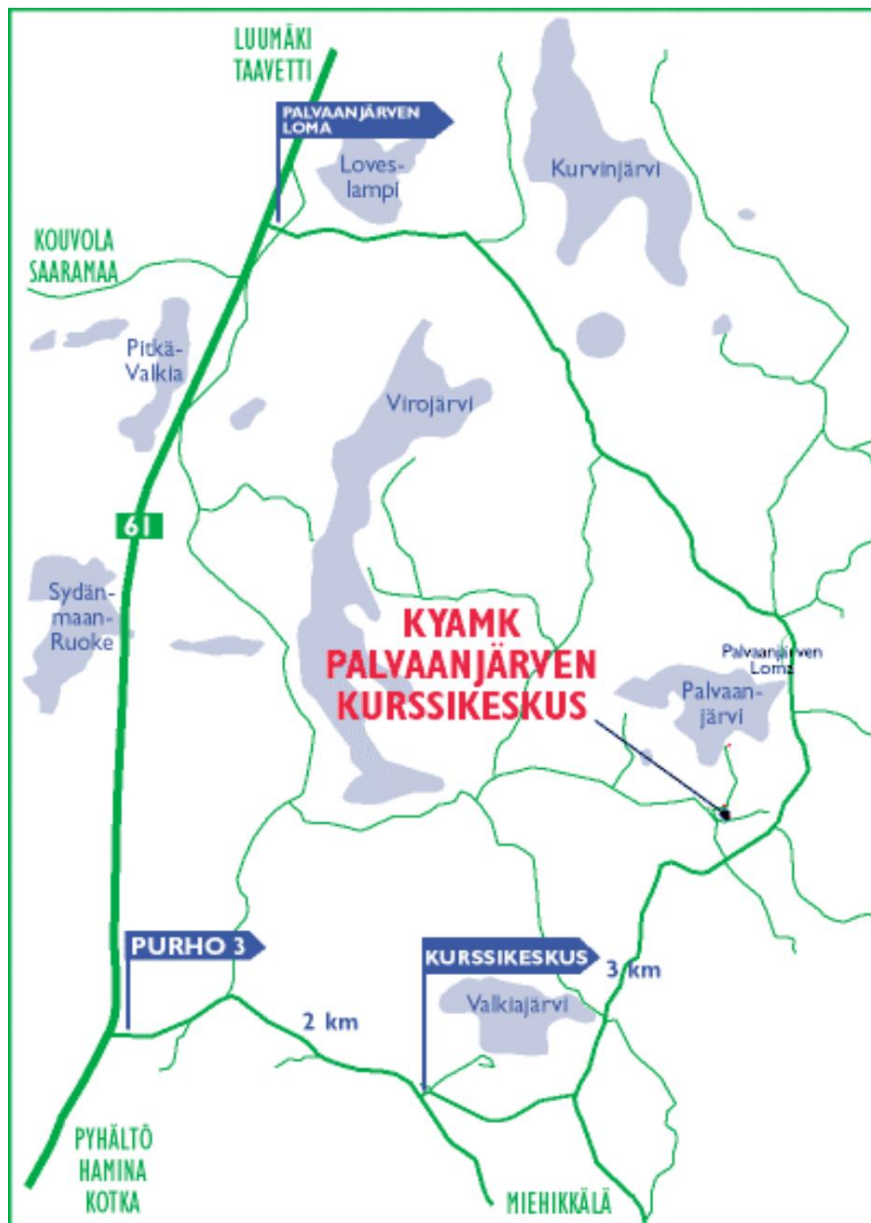 LUUMÄKI
TAAVETTI
PALVAANJÄRVEN
LOMA
Loves-
lampi
Kurvinjärvi
KOUVOLA
SAARAMAA
Pitkä-
Valkia
Virojärvi
61
Sydän-
maan-
Ruoke
KYAMK
PALVAANJÄRVEN
KURSSIKESKUS
Palvaanjärven
Loma
Palvaan-
järvi
PURHO 3
KURSSIKESKUS
3 km
Valkiajärvi
2 km
PYHÄLTÖ
HAMINA
KOTKA
MIEHIKKÄLÄ